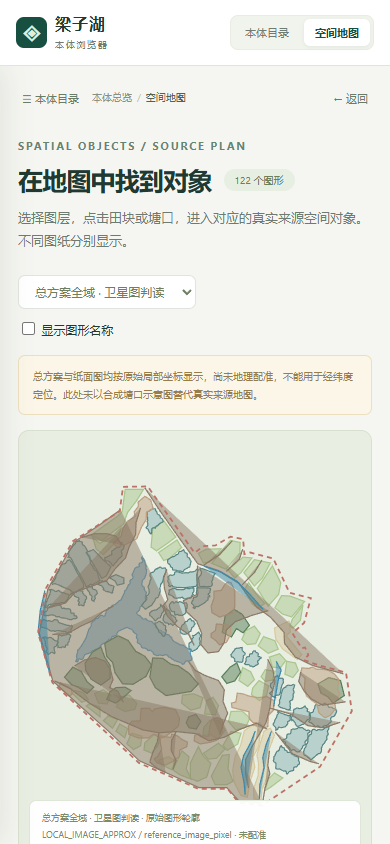 梁子湖
本体浏览器
本体目录
空间地图
☰ 本体目录
本体总览 / 空间地图
← 返回
SPATIAL OBJECTS / SOURCE PLAN
在地图中找到对象
122 个图形
选择图层，点击田块或塘口，进入对应的真实来源空间对象。
不同图纸分别显示。
总方案全域 · 卫星图判读
显示图形名称
总方案与纸面图均按原始局部坐标显示，尚未地理配准，不能用于经纬度
定位。此处未以合成塘口示意图替代真实来源地图。
总方案全域 · 卫星图判读 · 原始图形轮廓
LOCAL_IMAGE_APPROX / reference_image_pixel · 未配准